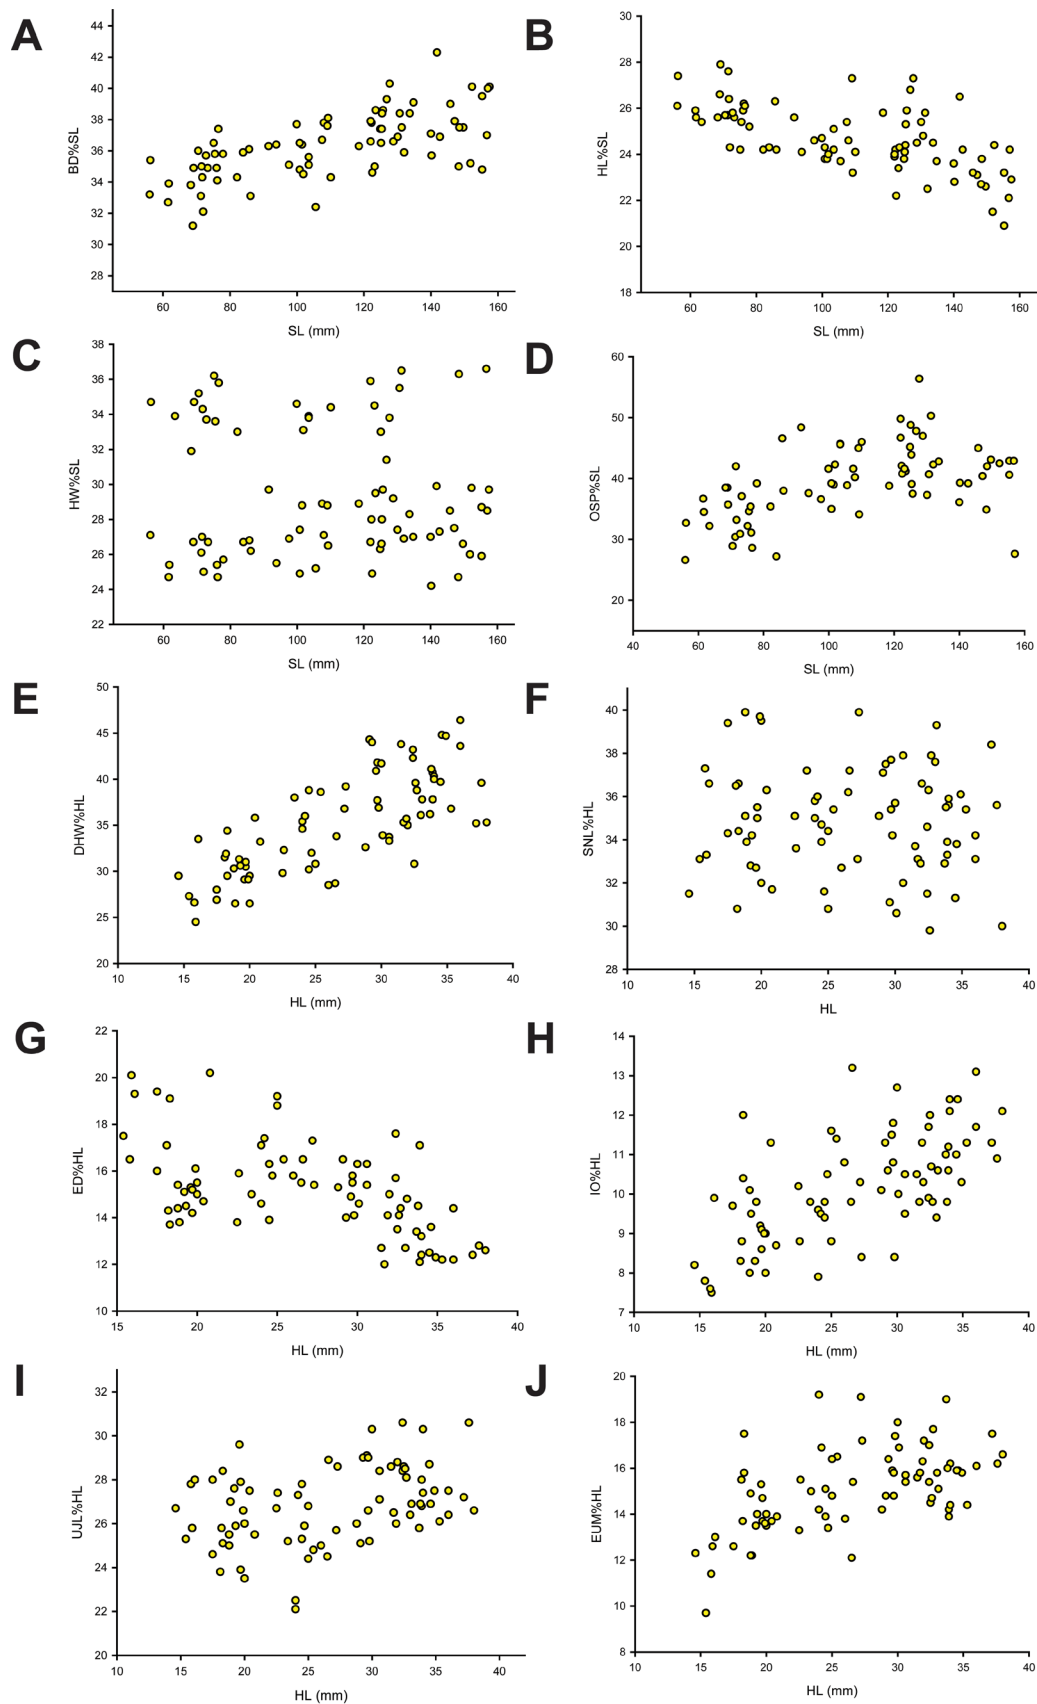 A
BD%SL
44
42
40
38
36
34
32
30
28
60 80 100 120 140 160
SL (mm)
B
HL%SL
30
28
26
24
22
20
18
60 80 100 120 140 160
SL (mm)
C
HW%SL
38
36
34
32
30
28
26
24
22
60 80 100 120 140 160
SL (mm)
D
OSP%SL
60
50
40
30
20
40 60 80 100 120 140 160
SL (mm)
E
DHW%HL
50
45
40
35
30
25
20
10 15 20 25 30 35 40
HL (mm)
F
SNL%HL
40
38
36
34
32
30
28
10 15 20 25 30 35 40
HL
G
ED%HL
22
20
18
16
14
12
10
15 20 25 30 35 40
HL (mm)
H
IO%HL
14
13
12
11
10
9
8
7
10 15 20 25 30 35 40
HL (mm)
I
UJL%HL
32
30
28
26
24
22
20
10 15 20 25 30 35 40
HL (mm)
J
EUM%HL
20
18
16
14
12
10
8
10 15 20 25 30 35 40
HL (mm)